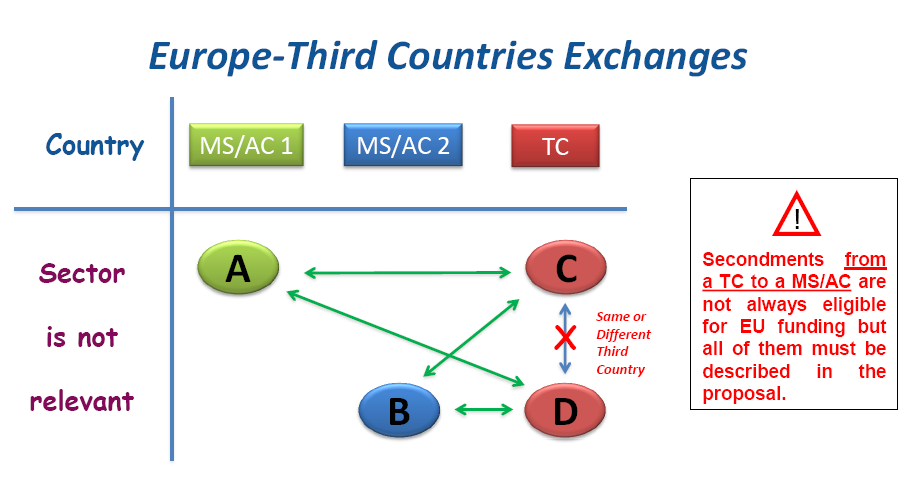 Europe-Third Countries Exchanges
Country
MS/AC 1
MS/AC 2
TC
Sector
is not
relevant
A
C
B
D
Same or
Different
Third
Country
!
Secondments from
a TC to a MS/AC are
not always eligible
for EU funding but
all of them must be
described in the
proposal.